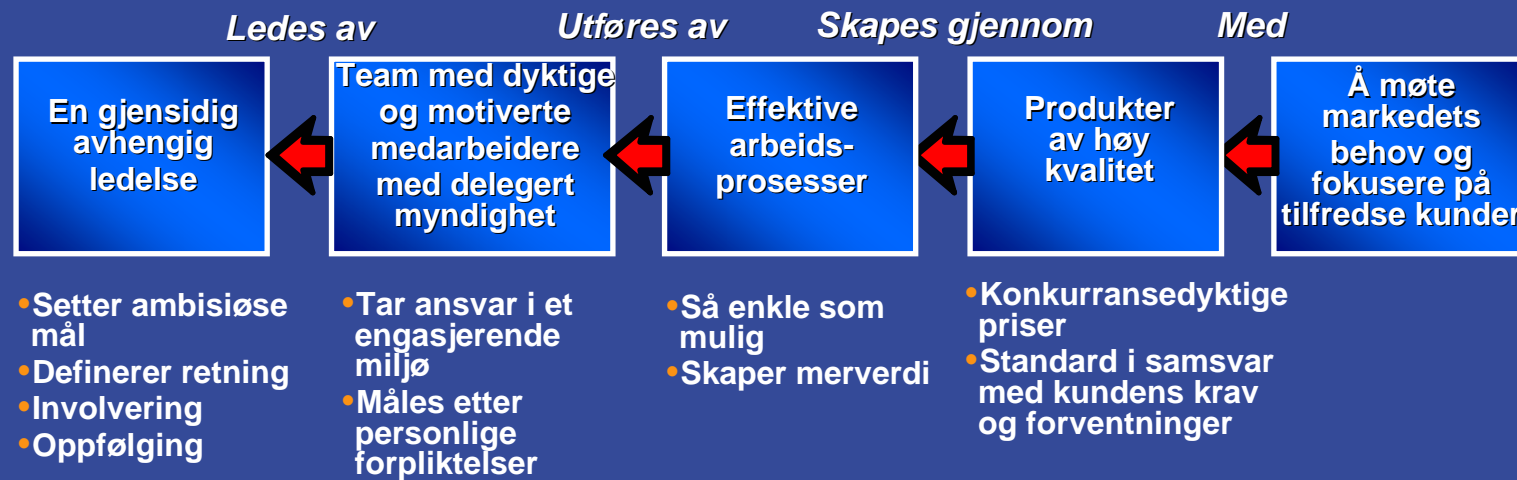 Ledes av
Utføres av
Skapes gjennom
Med
En gjensidig
avhengig
ledelse
Team med dyktige
og motiverte
medarbeidere
med delegert
myndighet
Effektive
arbeids-
prosesser
Produkter
av høy
kvalitet
Å møte
markedets
behov og
fokusere på
tilfredse kunder
•Setter ambisiøse
mål
•Definerer retning
•Involvering
•Oppfølging
•Tar ansvar i et
engasjerende
miljø
•Måles etter
personlige
forpliktelser
•Så enkle som
mulig
•Skaper merverdi
•Konkurransedyktige
priser
•Standard i samsvar
med kundens krav
og forventninger